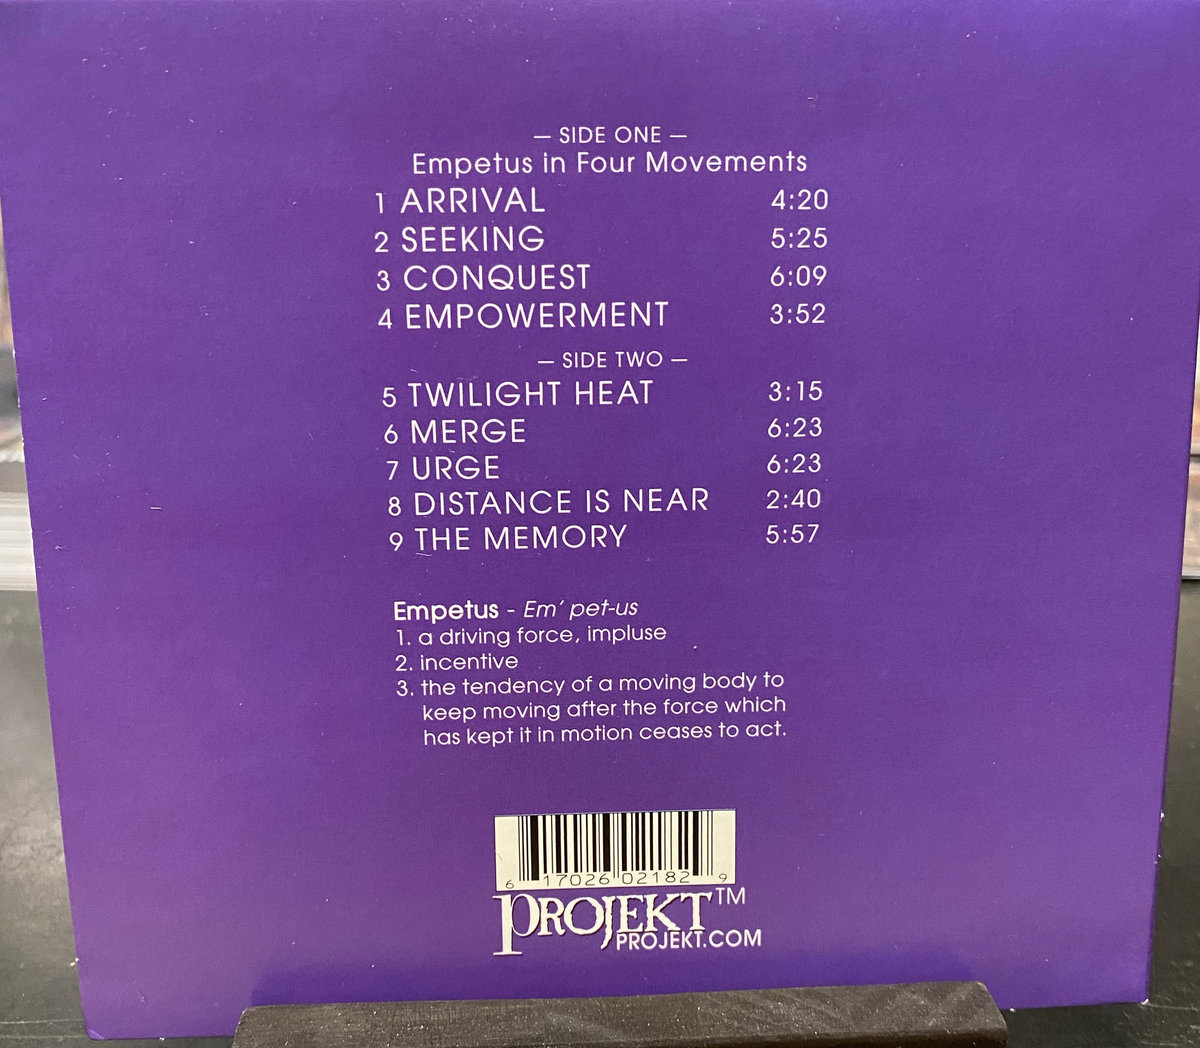 — SIDE ONE —
Empetus in Four Movements
1 ARRIVAL 4:20
2 SEEKING 5:25
3 CONQUEST 6:09
4 EMPOWERMENT 3:52
— SIDE TWO —
5 TWILIGHT HEAT 3:15
6 MERGE 6:23
7 URGE 6:23
8 DISTANCE IS NEAR 2:40
9 THE MEMORY 5:57
Empetus - Em' pet-us
1. a driving force, impluse
2. incentive
3. the tendency of a moving body to
keep moving after the force which
has kept it in motion ceases to act.
6 17026 02182 9
PROJEKT™
PROJEKT.COM